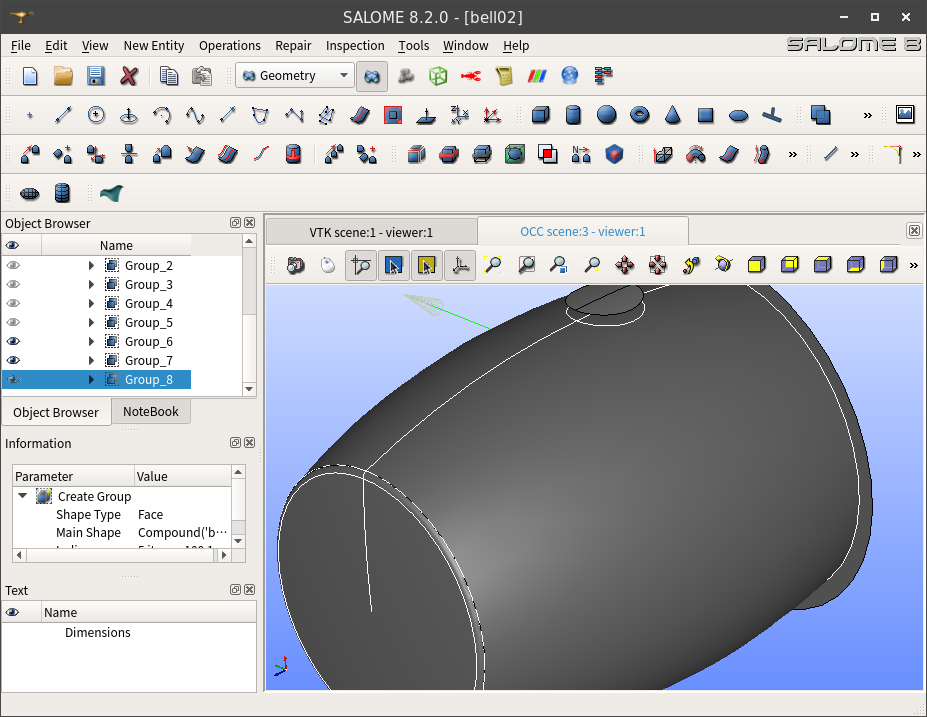 SALOME 8.2.0 - [bell02]
File Edit View New Entity Operations Repair Inspection Tools Window Help
SALOME 8
Geometry
Object Browser
Name
Group_2
Group_3
Group_4
Group_5
Group_6
Group_7
Group_8
Object Browser NoteBook
Information
Parameter Value
Create Group
Shape Type Face
Main Shape Compound('b···
Text
Name
Dimensions
VTK scene:1 - viewer:1 OCC scene:3 - viewer:1